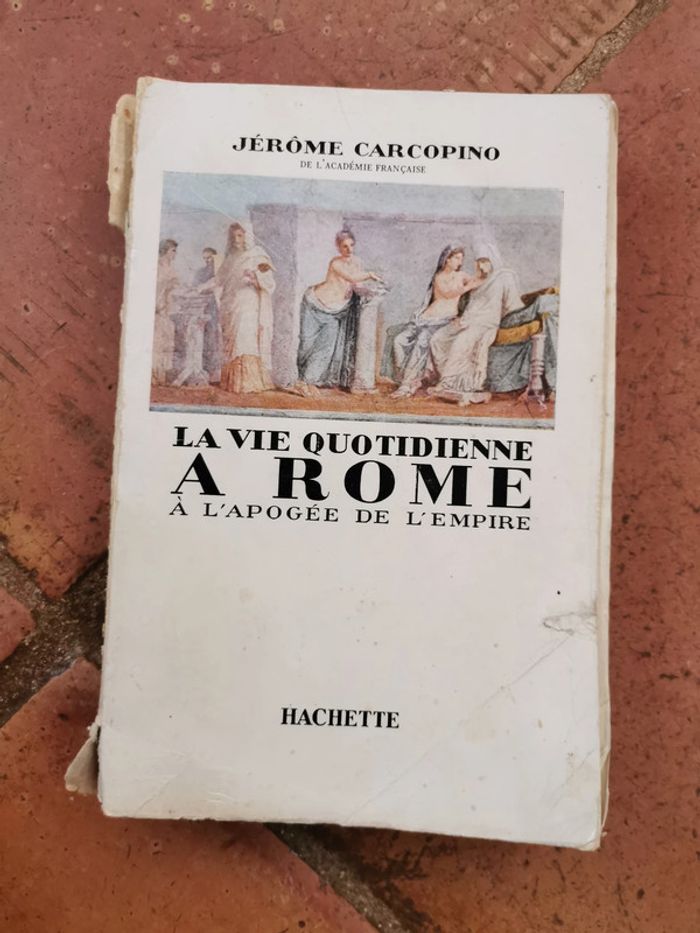 JÉRÔME CARCOPINO
DE L'ACADÉMIE FRANÇAISE
LA VIE QUOTIDIENNE
A ROME
À L'APOGÉE DE L'EMPIRE
HACHETTE